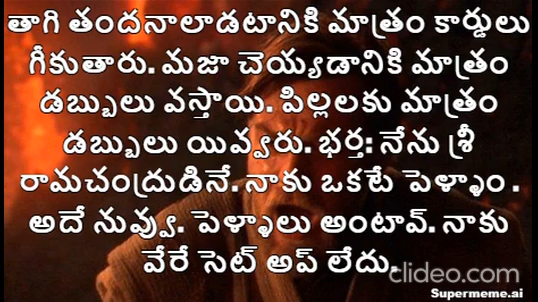 తాగి తందనాలాడటానికి మాత్రం కార్డులు
గీకుతారు. మజా చెయ్యడానికి మాత్రం
డబ్బులు వస్తాయి. పిల్లలకు మాత్రం
డబ్బులు యివ్వరు. భర్త: నేను శ్రీ
రామచంద్రుడినే. నాకు ఒకటే పెళ్ళాం .
అదే నువ్వు. పెళ్ళాలు అంటావ్. నాకు
వేరే సెట్ అప్ లేదు.
clideo.com
Supermeme.ai